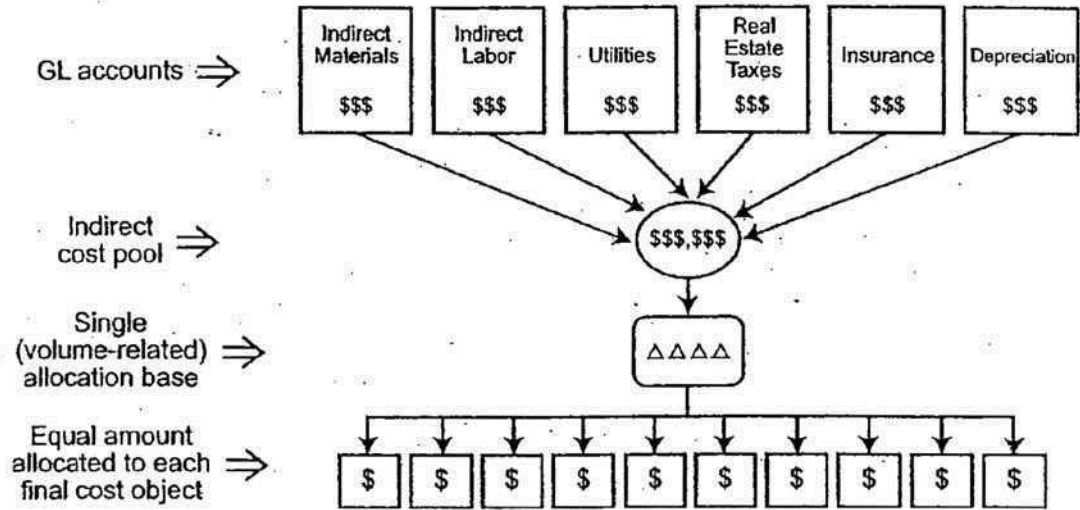 GL accounts ⇒
Indirect
Materials
$$$
Indirect
Labor
$$$
Utilities
$$$
Real
Estate
Taxes
$$$
Insurance
$$$
Depreciation
$$$
Indirect
cost pool ⇒
$$$,$$$
Single
(volume-related) ⇒
allocation base
△ △ △ △
Equal amount
allocated to each ⇒
final cost object
$ $ $ $ $ $ $ $ $ $